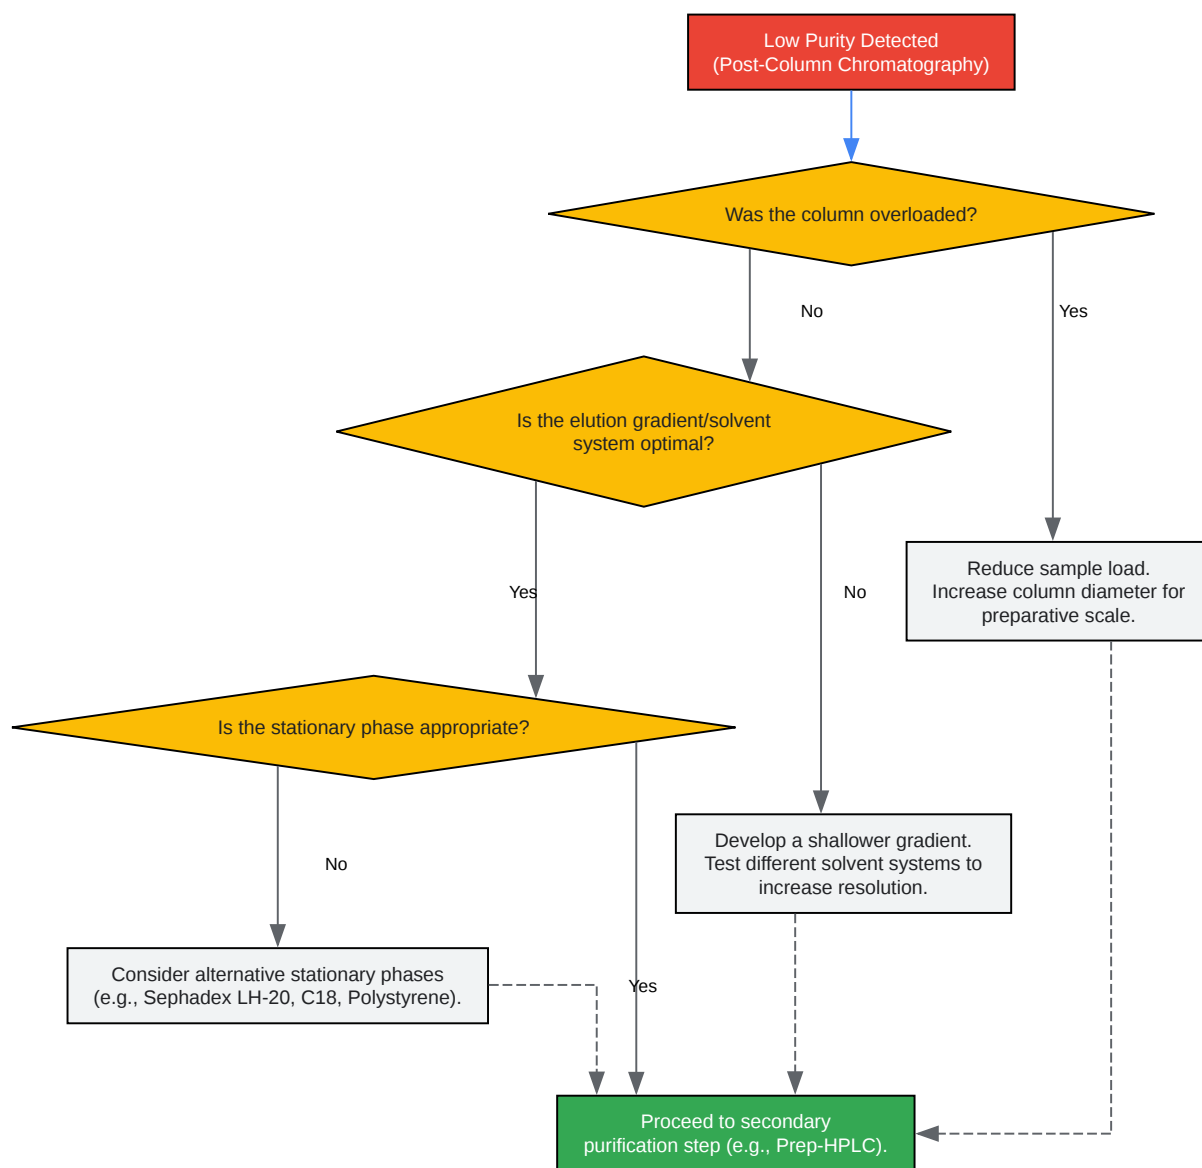 Low Purity Detected
(Post-Column Chromatography)
Was the column overloaded?
No
Yes
Is the elution gradient/solvent
system optimal?
Yes
No
Reduce sample load.
Increase column diameter for
preparative scale.
Is the stationary phase appropriate?
No
Yes
Develop a shallower gradient.
Test different solvent systems to
increase resolution.
Consider alternative stationary phases
(e.g., Sephadex LH-20, C18, Polystyrene).
Proceed to secondary
purification step (e.g., Prep-HPLC).